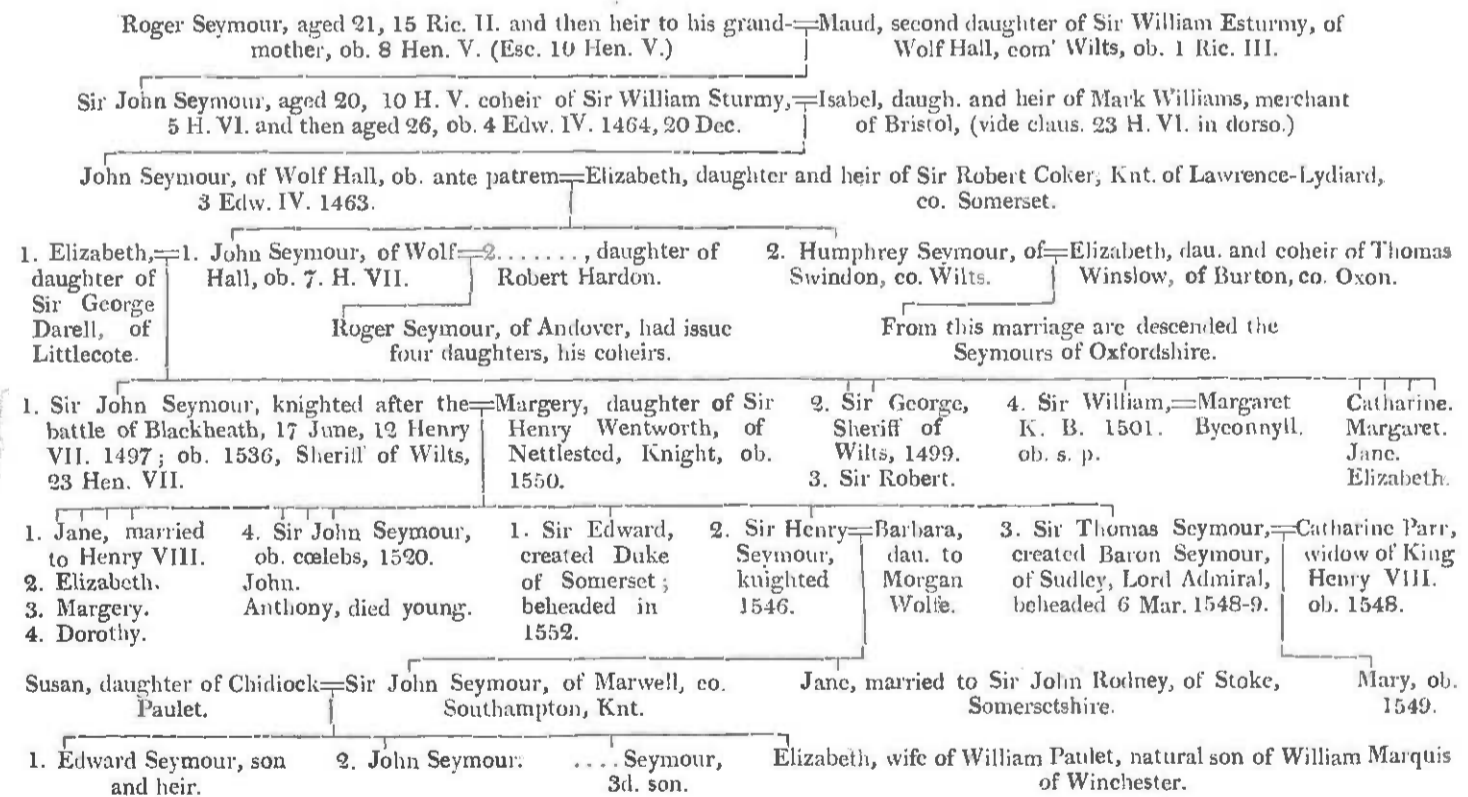 Roger Seymour, aged 21, 15 Ric. II. and then heir to his grand-
mother, ob. 8 Hen. V. (Esc. 10 Hen. V.)
Maud, second daughter of Sir William Esturmy, of
Wolf Hall, com' Wilts, ob. 1 Ric. III.
Sir John Seymour, aged 20, 10 H. V. coheir of Sir William Sturmy,
5 H. VI. and then aged 26, ob. 4 Edw. IV. 1464, 20 Dec.
Isabel, daugh. and heir of Mark Williams, merchant
of Bristol, (vide claus. 23 H. VI. in dorso.)
John Seymour, of Wolf Hall, ob. ante patrem
3 Edw. IV. 1463.
Elizabeth, daughter and heir of Sir Robert Coker, Knt. of Lawrence-Lydiard,
co. Somerset.
1. Elizabeth,
daughter of
Sir George
Darell, of
Littlecote.
1. John Seymour, of Wolf
Hall, ob. 7. H. VII.
2. ......, daughter of
Robert Hardon.
2. Humphrey Seymour, of
Swindon, co. Wilts.
Elizabeth, dau. and coheir of Thomas
Winslow, of Burton, co. Oxon.
Roger Seymour, of Andover, had issue
four daughters, his coheirs.
From this marriage are descended the
Seymours of Oxfordshire.
1. Sir John Seymour, knighted after the
battle of Blackheath, 17 June, 12 Henry
VII. 1497; ob. 1536, Sheriff of Wilts,
23 Hen. VII.
Margery, daughter of Sir
Henry Wentworth, of
Nettlested, Knight, ob.
1550.
2. Sir George,
Sheriff of
Wilts, 1499.
3. Sir Robert.
4. Sir William,
K. B. 1501.
ob. s. p.
Margaret
Byconnyll.
Catharine.
Margaret.
Jane.
Elizabeth.
1. Jane, married
to Henry VIII.
2. Elizabeth.
3. Margery.
4. Dorothy.
4. Sir John Seymour,
ob. cœlebs, 1520.
John.
Anthony, died young.
1. Sir Edward,
created Duke
of Somerset;
beheaded in
1552.
2. Sir Henry
Seymour,
knighted
1546.
Barbara,
dau. to
Morgan
Wolfe.
3. Sir Thomas Seymour,
created Baron Seymour,
of Sudley, Lord Admiral,
beheaded 6 Mar. 1548-9.
Catharine Parr,
widow of King
Henry VIII.
ob. 1548.
Susan, daughter of Chidiock
Paulet.
Sir John Seymour, of Marwell, co.
Southampton, Knt.
Jane, married to Sir John Rodney, of Stoke,
Somersetshire.
Mary, ob.
1549.
1. Edward Seymour, son
and heir.
2. John Seymour.
.... Seymour,
3d. son.
Elizabeth, wife of William Paulet, natural son of William Marquis
of Winchester.